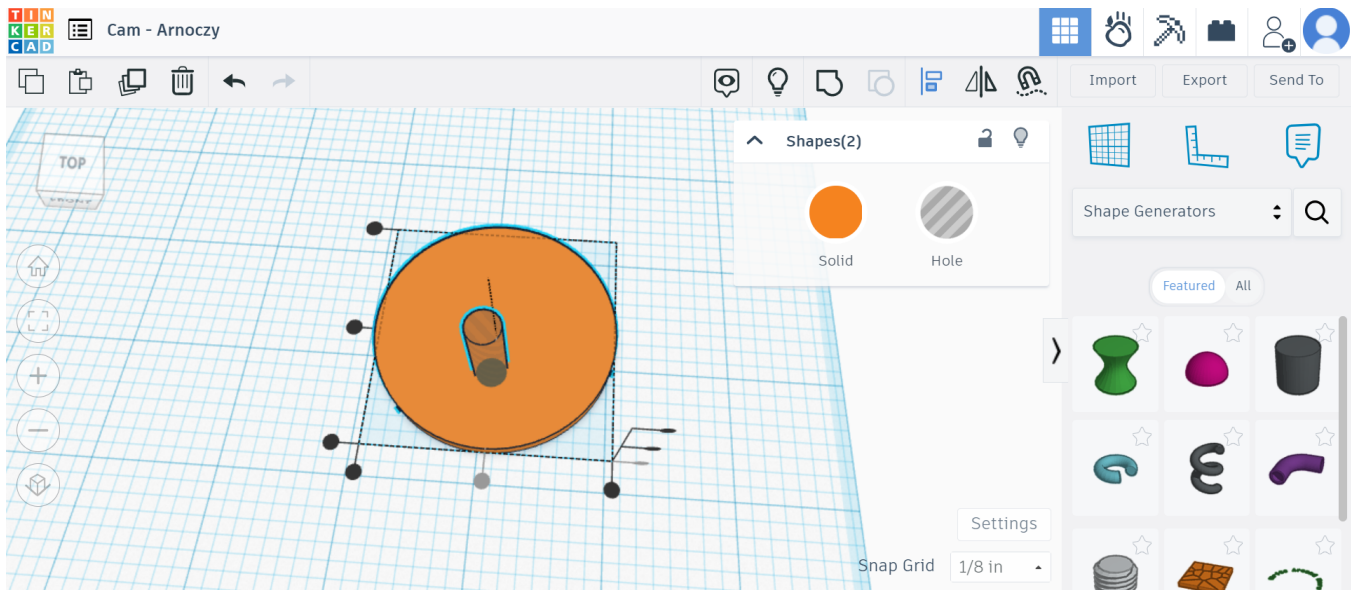 TIN
KER
CAD
Cam - Arnoczy
Import
Export
Send To
TOP
FRONT
Shapes(2)
Solid
Hole
Shape Generators
Featured
All
Settings
Snap Grid
1/8 in